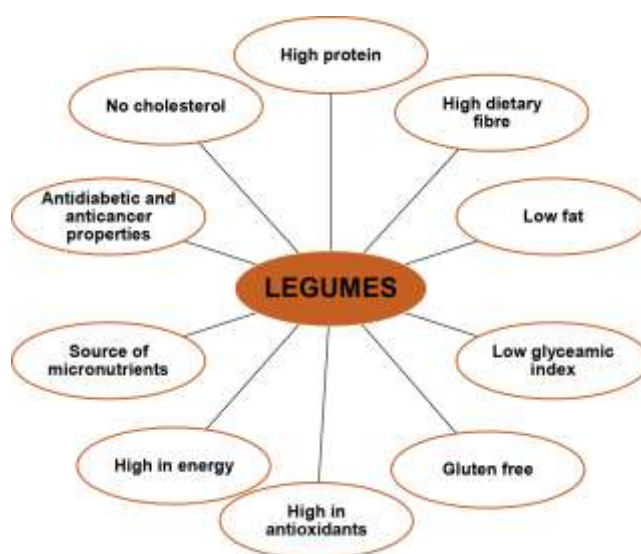 High protein
No cholesterol
High dietary
fibre
Antidiabetic and
anticancer
properties
Low fat
LEGUMES
Source of
micronutrients
Low glyceamic
index
High in energy
Gluten free
High in
antioxidants